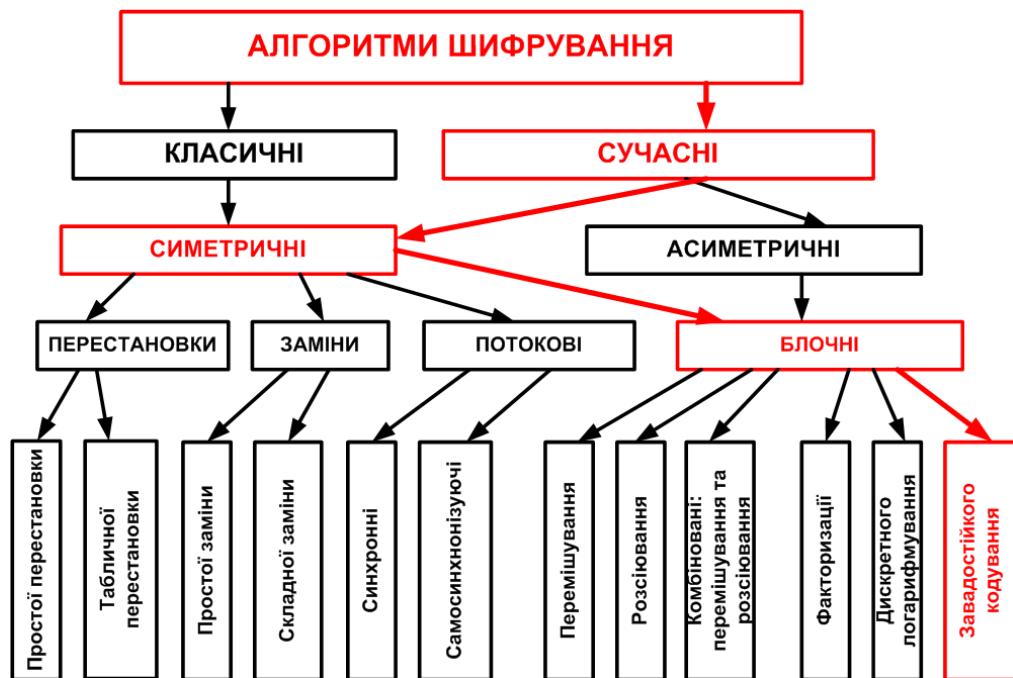 АЛГОРИТМИ ШИФРУВАННЯ
КЛАСИЧНІ
СУЧАСНІ
СИМЕТРИЧНІ
АСИМЕТРИЧНІ
ПЕРЕСТАНОВКИ
ЗАМІНИ
ПОТОКОВІ
БЛОЧНІ
Простої перестановки
Табличної
перестановки
Простої заміни
Складної заміни
Синхронні
Самосинхнонізуючі
Перемішування
Розсіювання
Комбіновані:
перемішування та
розсіювання
Факторизації
Дискретного
логарифмування
Завадостійкого
кодування